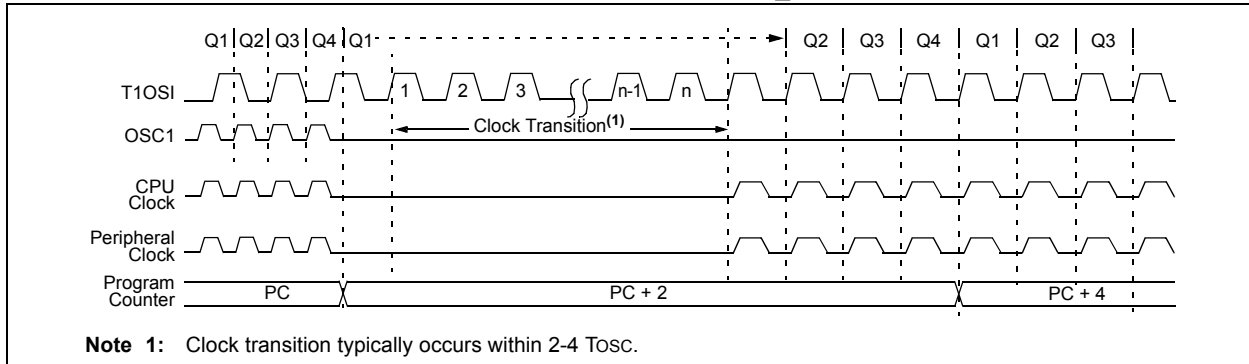 Q1 Q2 Q3 Q4 Q1 Q2 Q3 Q4 Q1 Q2 Q3
T1OSI 1 2 3 n-1 n
OSC1 Clock Transition(1)
CPU
Clock
Peripheral
Clock
Program
Counter
PC PC + 2 PC + 4
Note 1: Clock transition typically occurs within 2-4 TOSC.